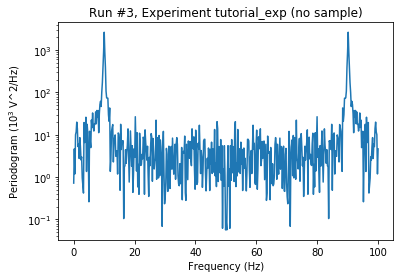 Run #3, Experiment tutorial_exp (no sample)
Periodogram (10³ V^2/Hz)
10³
10²
10¹
10⁰
10⁻¹
0 20 40 60 80 100
Frequency (Hz)